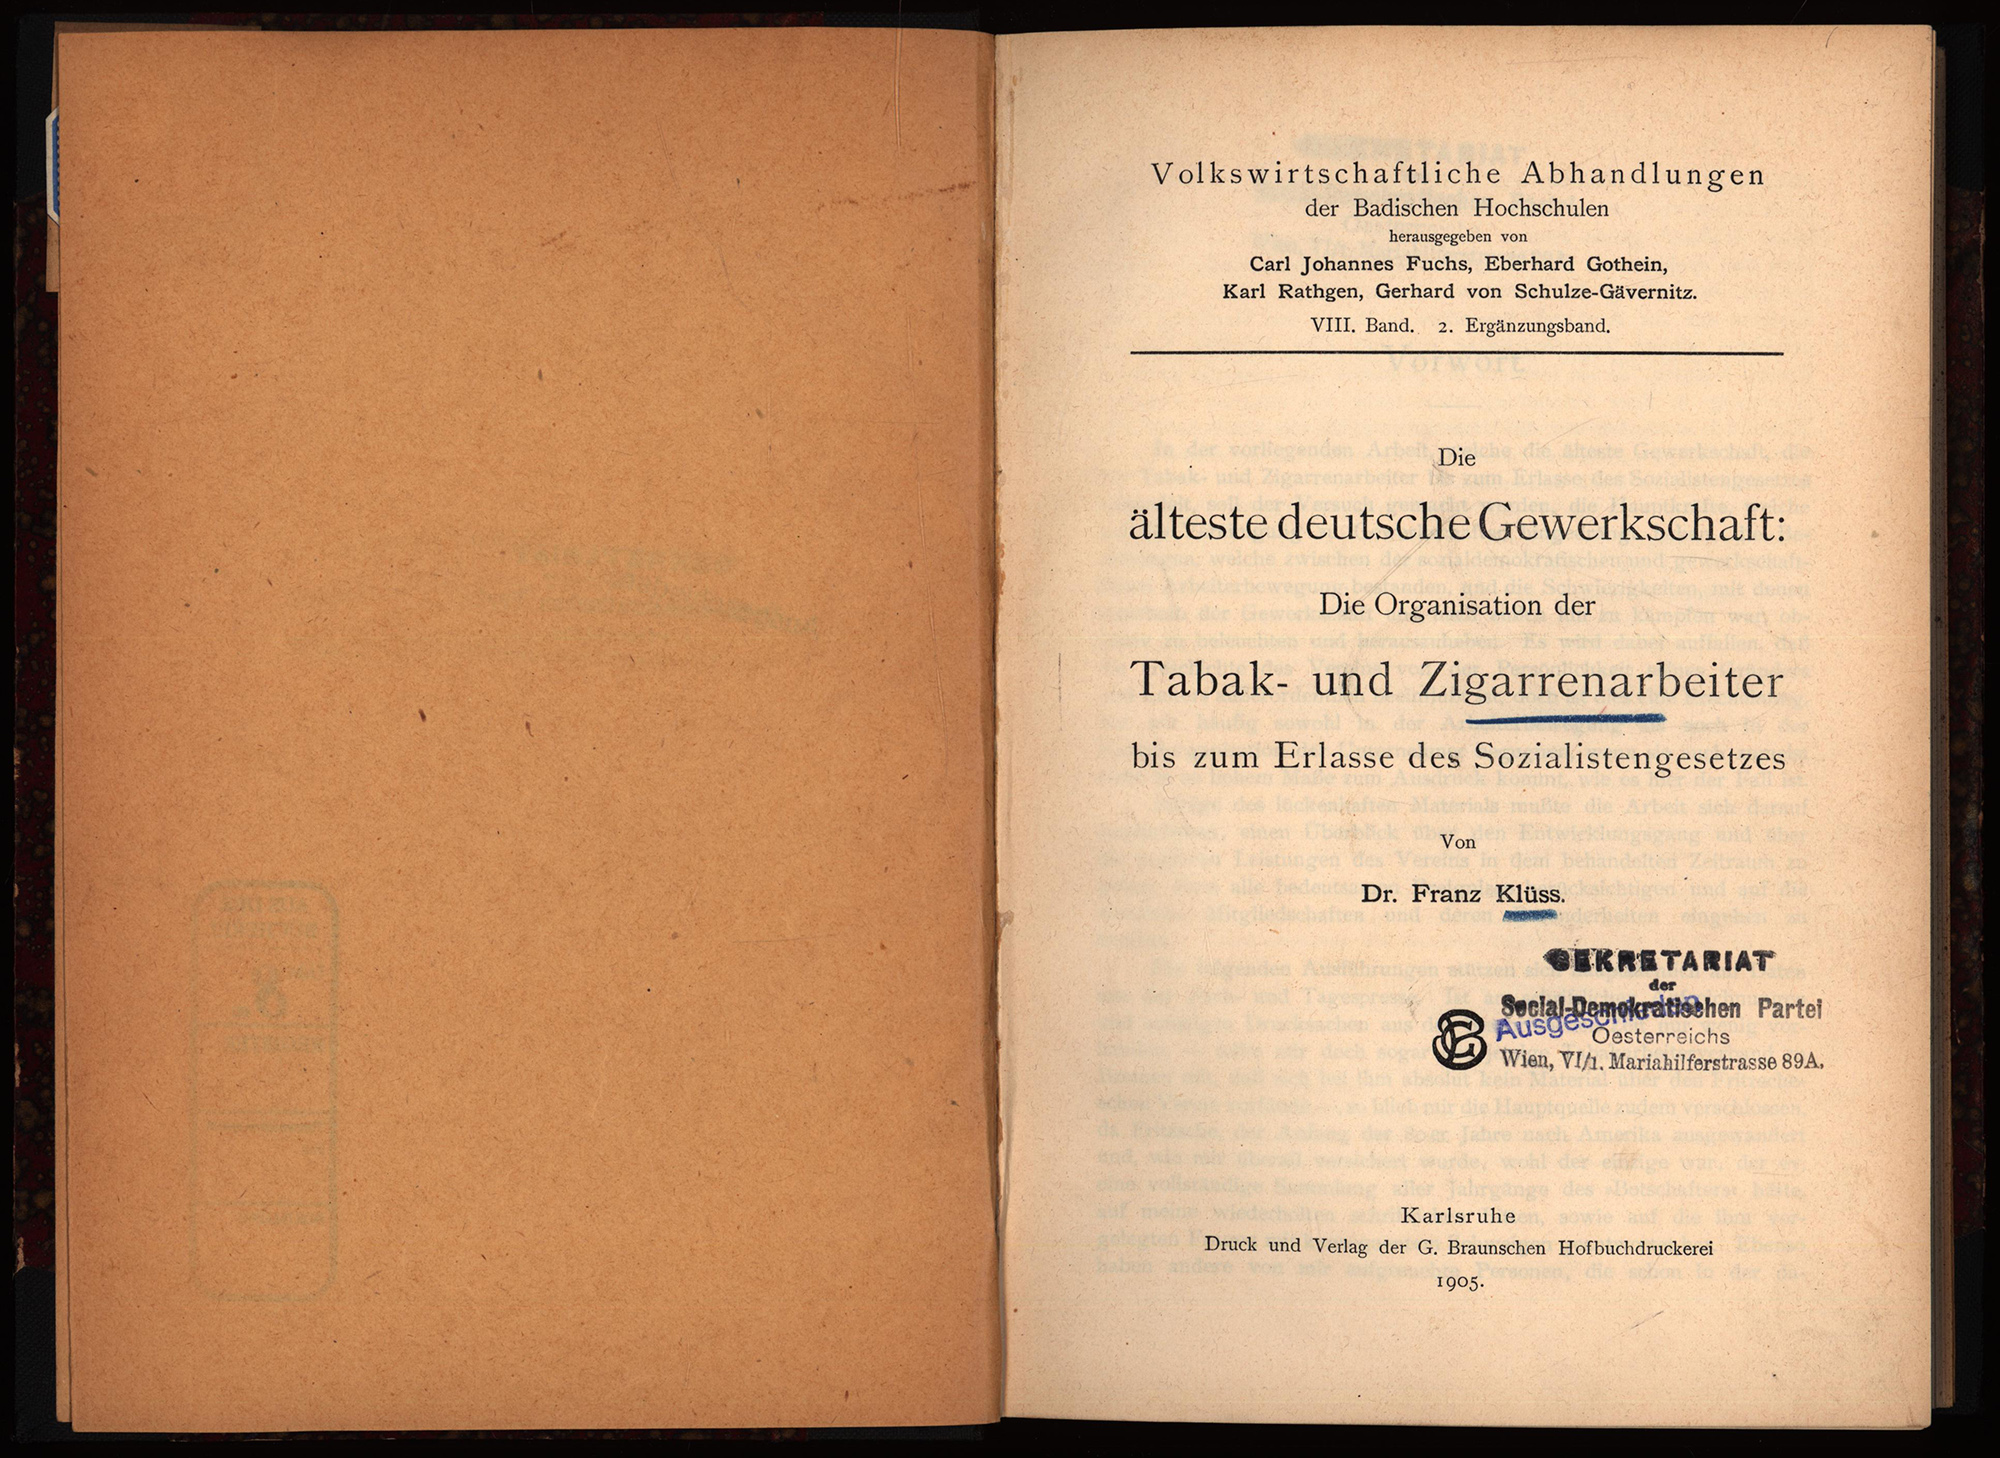 Volkswirtschaftliche Abhandlungen
der Badischen Hochschulen
herausgegeben von
Carl Johannes Fuchs, Eberhard Gothein,
Karl Rathgen, Gerhard von Schulze-Gävernitz.
VIII. Band. 2. Ergänzungsband.
Die
älteste deutsche Gewerkschaft:
Die Organisation der
Tabak- und Zigarrenarbeiter
bis zum Erlasse des Sozialistengesetzes
Von
Dr. Franz Klüss.
SEKRETARIAT
der
Social-Demokratischen Partei
Ausgeschieden
Oesterreichs
Wien, VI/1. Mariahilferstrasse 89A.
Karlsruhe
Druck und Verlag der G. Braunschen Hofbuchdruckerei
1905.